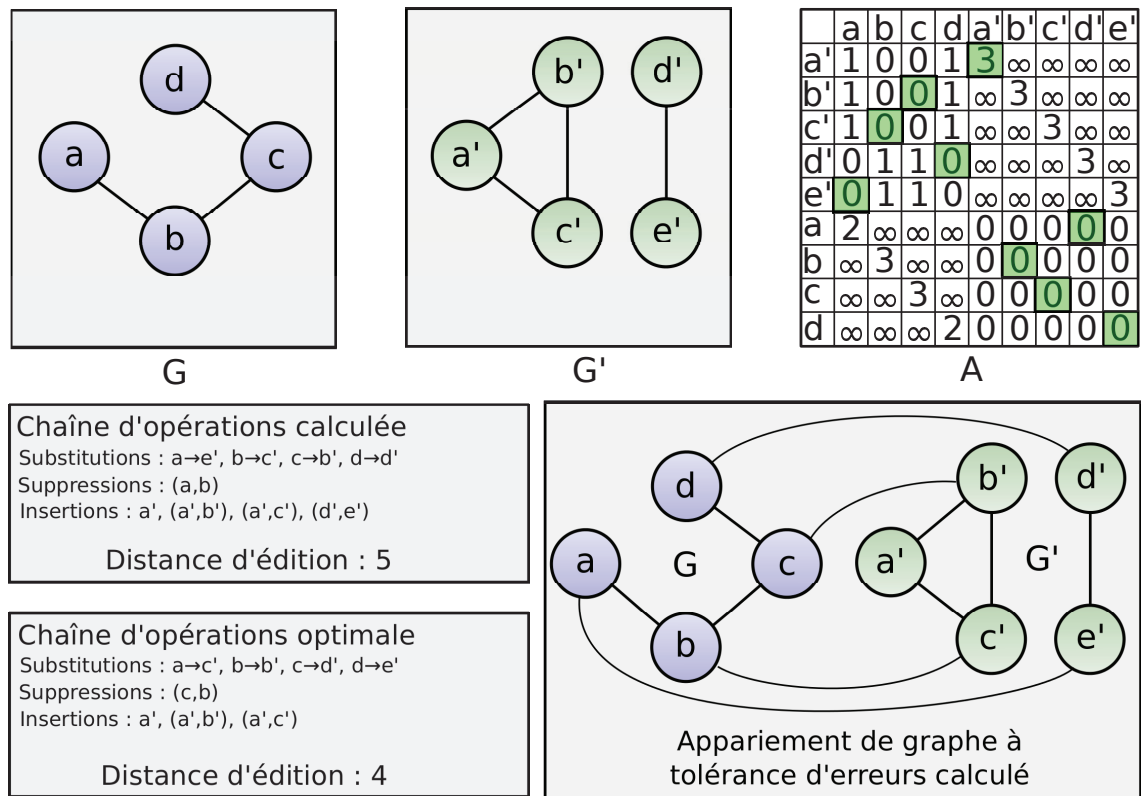 d
a
c
b
G
b'
d'
a'
c'
e'
G'
a b c d a' b' c' d' e'
a' 1 0 0 1 3 ∞ ∞ ∞ ∞
b' 1 0 0 1 ∞ 3 ∞ ∞ ∞
c' 1 0 0 1 ∞ ∞ 3 ∞ ∞
d' 0 1 1 0 ∞ ∞ ∞ 3 ∞
e' 0 1 1 0 ∞ ∞ ∞ ∞ 3
a 2 ∞ ∞ ∞ 0 0 0 0 0
b ∞ 3 ∞ ∞ 0 0 0 0 0
c ∞ ∞ 3 ∞ 0 0 0 0 0
d ∞ ∞ ∞ 2 0 0 0 0 0
A
Chaîne d'opérations calculée
Substitutions : a→e', b→c', c→b', d→d'
Suppressions : (a,b)
Insertions : a', (a',b'), (a',c'), (d',e')
Distance d'édition : 5
Chaîne d'opérations optimale
Substitutions : a→c', b→b', c→d', d→e'
Suppressions : (c,b)
Insertions : a', (a',b'), (a',c')
Distance d'édition : 4
d
b'
d'
a
G
c
a'
G'
b
c'
e'
Appariement de graphe à
tolérance d'erreurs calculé